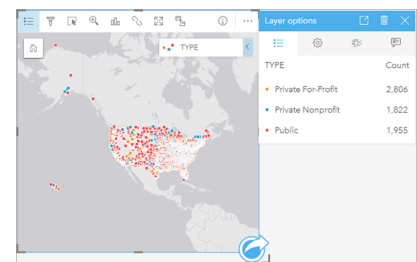 Layer options
TYPE
TYPE Count
Private For-Profit 2,806
Private Nonprofit 1,822
Public 1,955